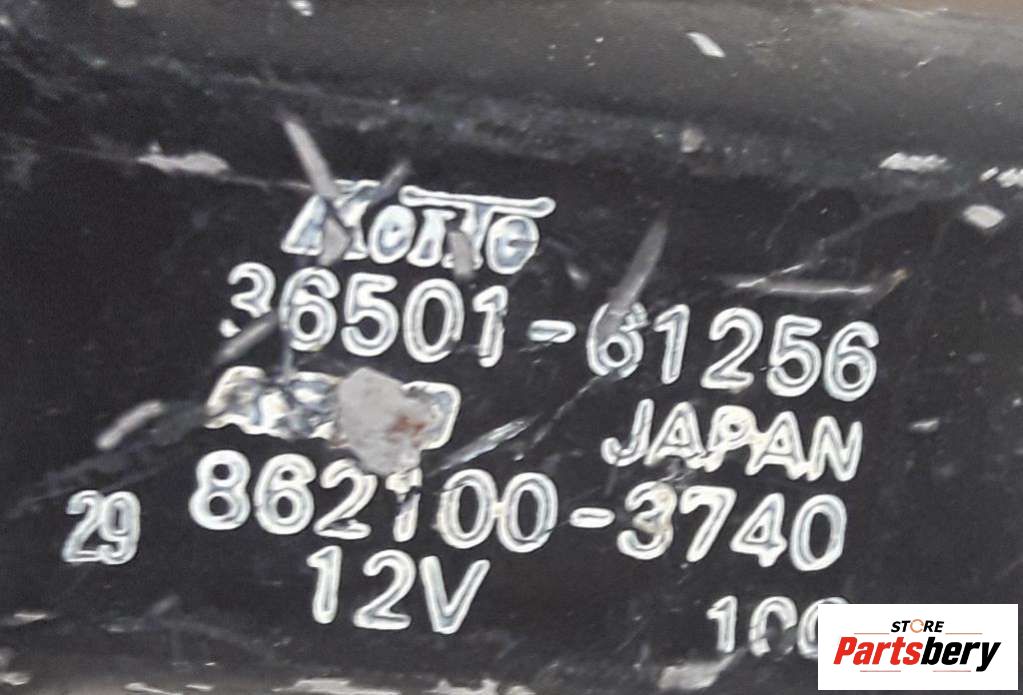 36501-61256
JAPAN
862100-3740
29
12V
STORE
Partsbery